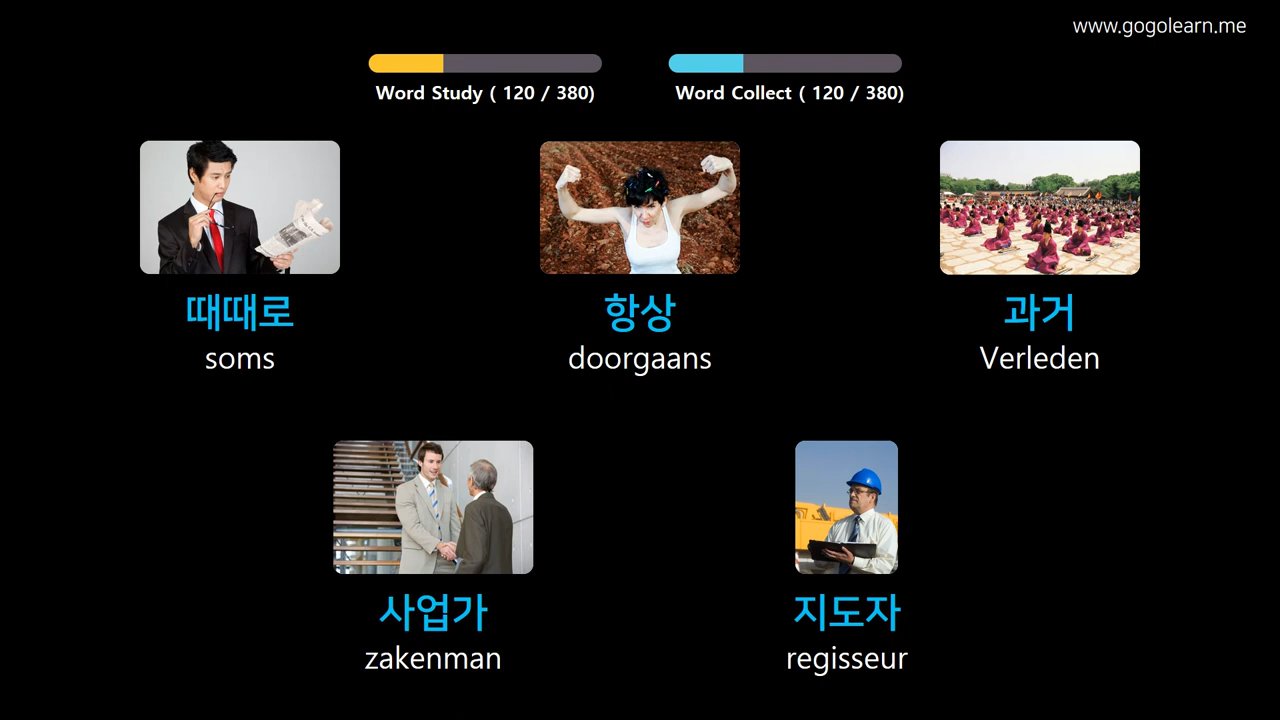 www.gogolearn.me
Word Study ( 120 / 380)
Word Collect ( 120 / 380)
때때로
soms
항상
doorgaans
과거
Verleden
사업가
zakenman
지도자
regisseur